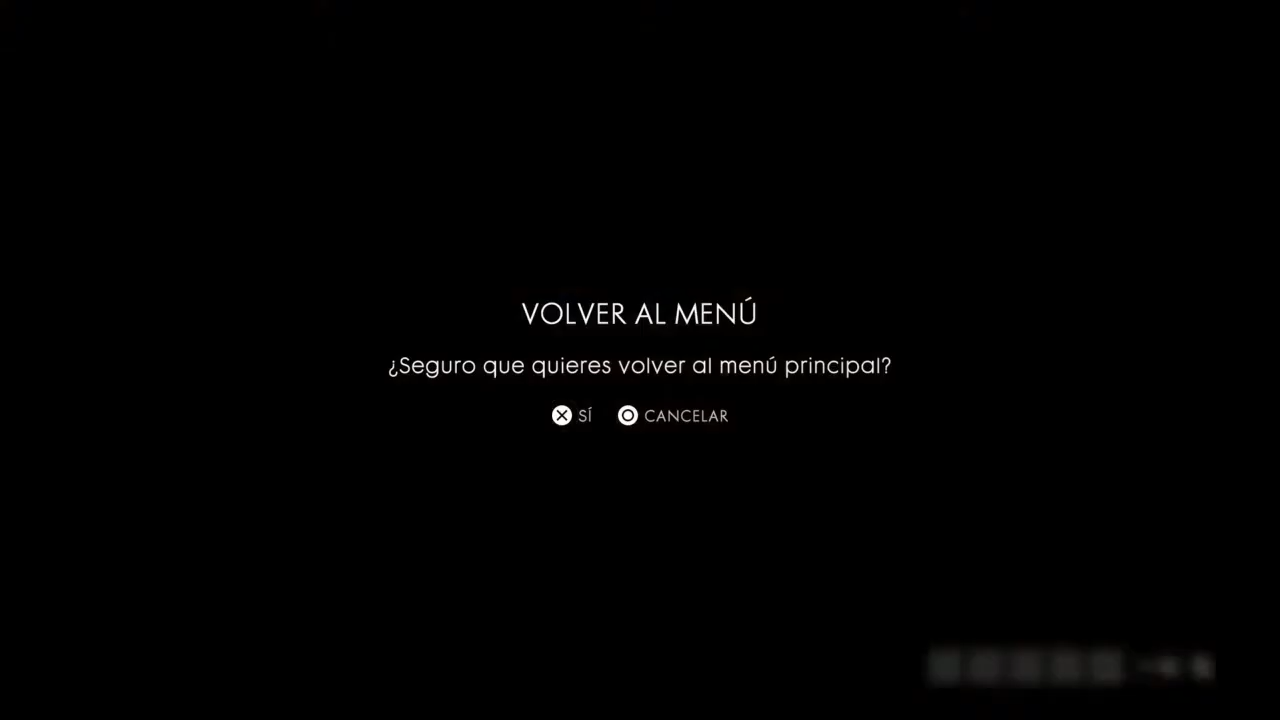 VOLVER AL MENÚ
¿Seguro que quieres volver al menú principal?
SÍ CANCELAR